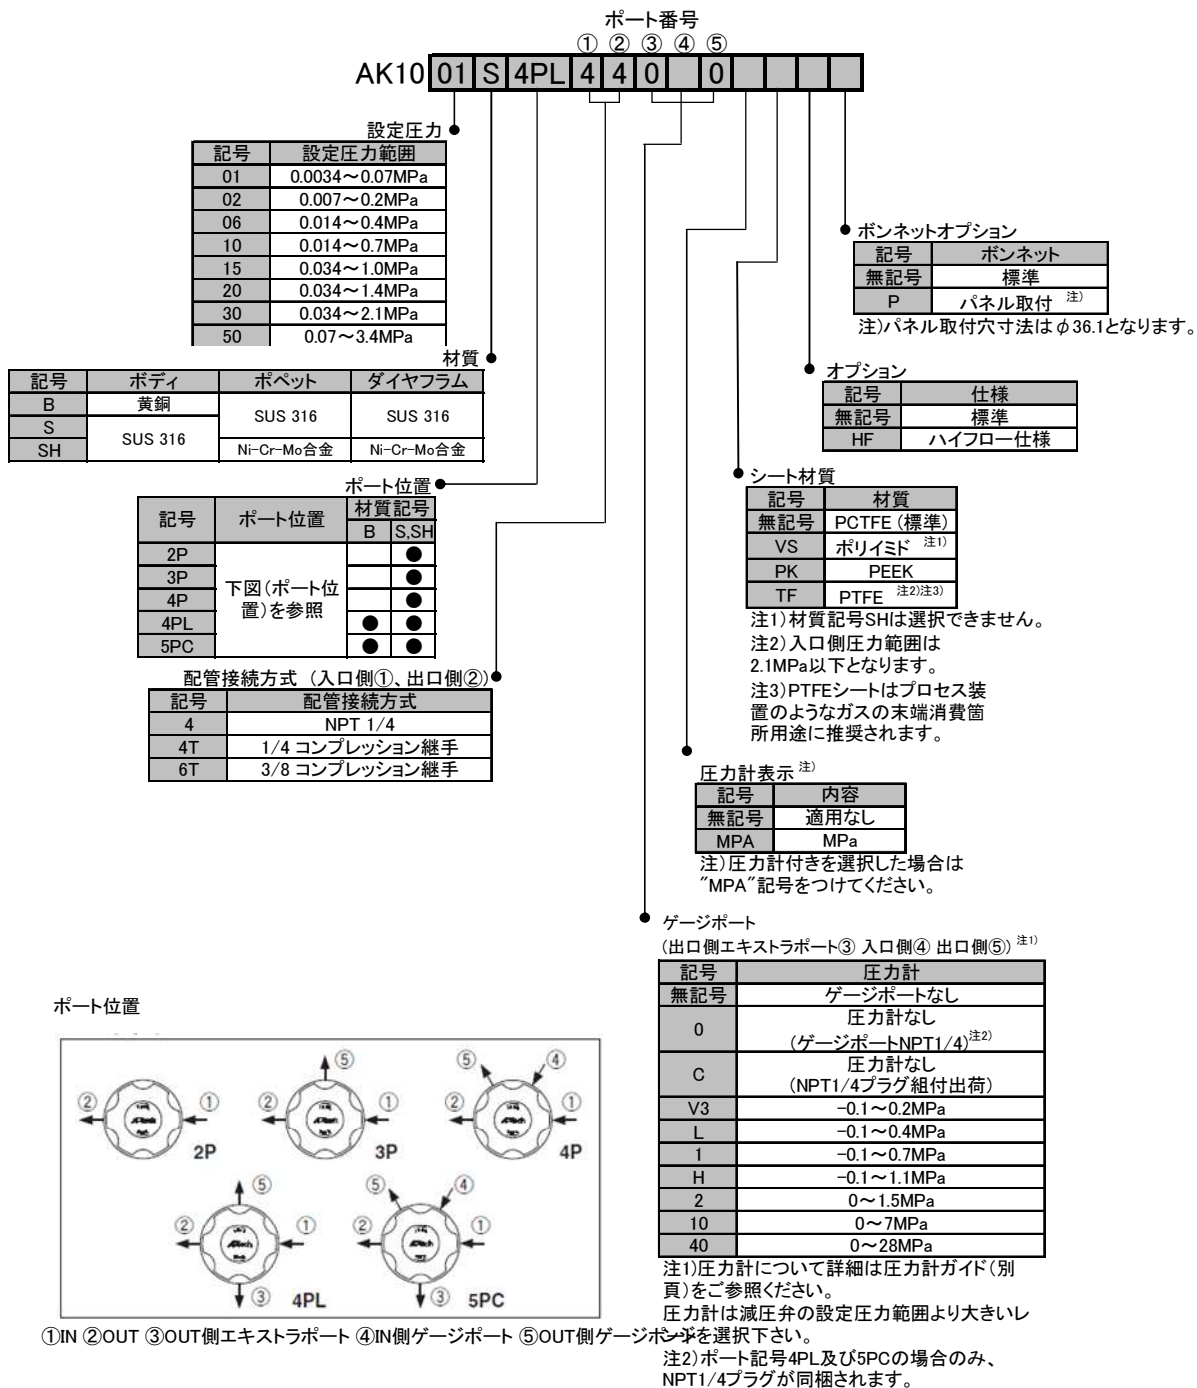 ポート番号
① ② ③ ④ ⑤
AK10 01 S 4PL 4 4 0 0
設定圧力
記号 設定圧力範囲
01 0.0034～0.07MPa
02 0.007～0.2MPa
06 0.014～0.4MPa
10 0.014～0.7MPa
15 0.034～1.0MPa
20 0.034～1.4MPa
30 0.034～2.1MPa
50 0.07～3.4MPa
材質
記号 ボディ ポペット ダイヤフラム
B 黄銅 SUS 316 SUS 316
S SUS 316
SH Ni-Cr-Mo合金 Ni-Cr-Mo合金
ポート位置
記号 ポート位置 材質記号
B S,SH
2P ●
3P ●
4P ●
4PL ● ●
5PC ● ●
下図（ポート位
置）を参照
配管接続方式 （入口側①、出口側②）
記号 配管接続方式
4 NPT 1/4
4T 1/4 コンプレッション継手
6T 3/8 コンプレッション継手
ボンネットオプション
記号 ボンネット
無記号 標準
P パネル取付 注）
注）パネル取付穴寸法はφ36.1となります。
オプション
記号 仕様
無記号 標準
HF ハイフロー仕様
シート材質
記号 材質
無記号 PCTFE（標準）
VS ポリイミド 注1）
PK PEEK
TF PTFE 注2）注3）
注1）材質記号SHは選択できません。
注2）入口側圧力範囲は
2.1MPa以下となります。
注3）PTFEシートはプロセス装
置のようなガスの末端消費箇
所用途に推奨されます。
圧力計表示 注）
記号 内容
無記号 適用なし
MPA MPa
注）圧力計付きを選択した場合は
"MPA"記号をつけてください。
ゲージポート
（出口側エキストラポート③ 入口側④ 出口側⑤）注1）
記号 圧力計
無記号 ゲージポートなし
0 圧力計なし
（ゲージポートNPT1/4）注2）
C 圧力計なし
（NPT1/4プラグ組付出荷）
V3 -0.1～0.2MPa
L -0.1～0.4MPa
1 -0.1～0.7MPa
H -0.1～1.1MPa
2 0～1.5MPa
10 0～7MPa
40 0～28MPa
注1）圧力計について詳細は圧力計ガイド（別
頁）をご参照ください。
圧力計は減圧弁の設定圧力範囲より大きいレ
ンジを選択下さい。
注2）ポート記号4PL及び5PCの場合のみ、
NPT1/4プラグが同梱されます。
ポート位置
② ① 2P
⑤ ② ① 3P
⑤ ④ ② ① 4P
⑤ ② ① ③ 4PL
⑤ ④ ② ① ③ 5PC
①IN ②OUT ③OUT側エキストラポート ④IN側ゲージポート ⑤OUT側ゲージポート